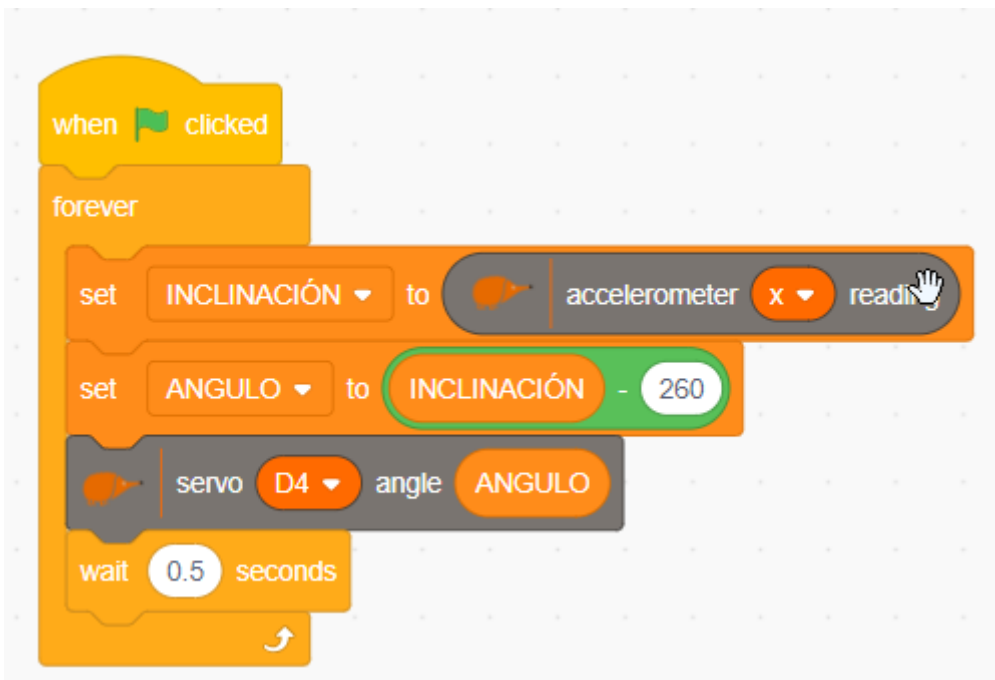 when clicked
forever
set INCLINACIÓN to accelerometer x reading
set ANGULO to INCLINACIÓN - 260
servo D4 angle ANGULO
wait 0.5 seconds